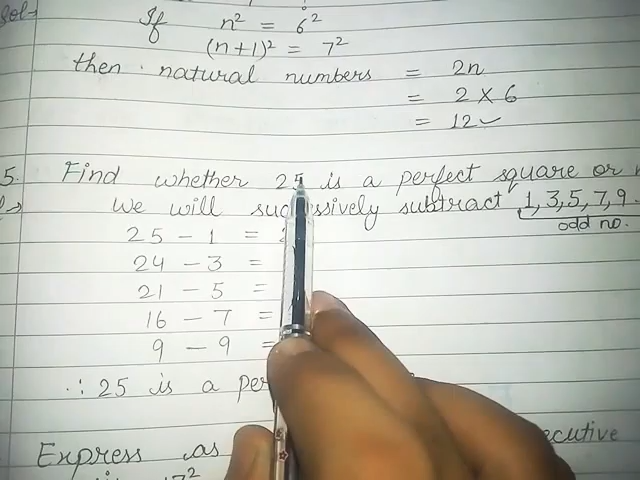 Sol-
If n² = 6²
(n+1)² = 7²
then natural numbers = 2n
= 2 × 6
= 12
5. Find whether 25 is a perfect square or
We will successively subtract 1, 3, 5, 7, 9
odd no.
25 - 1 =
24 - 3 =
21 - 5 =
16 - 7 =
9 - 9 =
∴ 25 is a
Express as